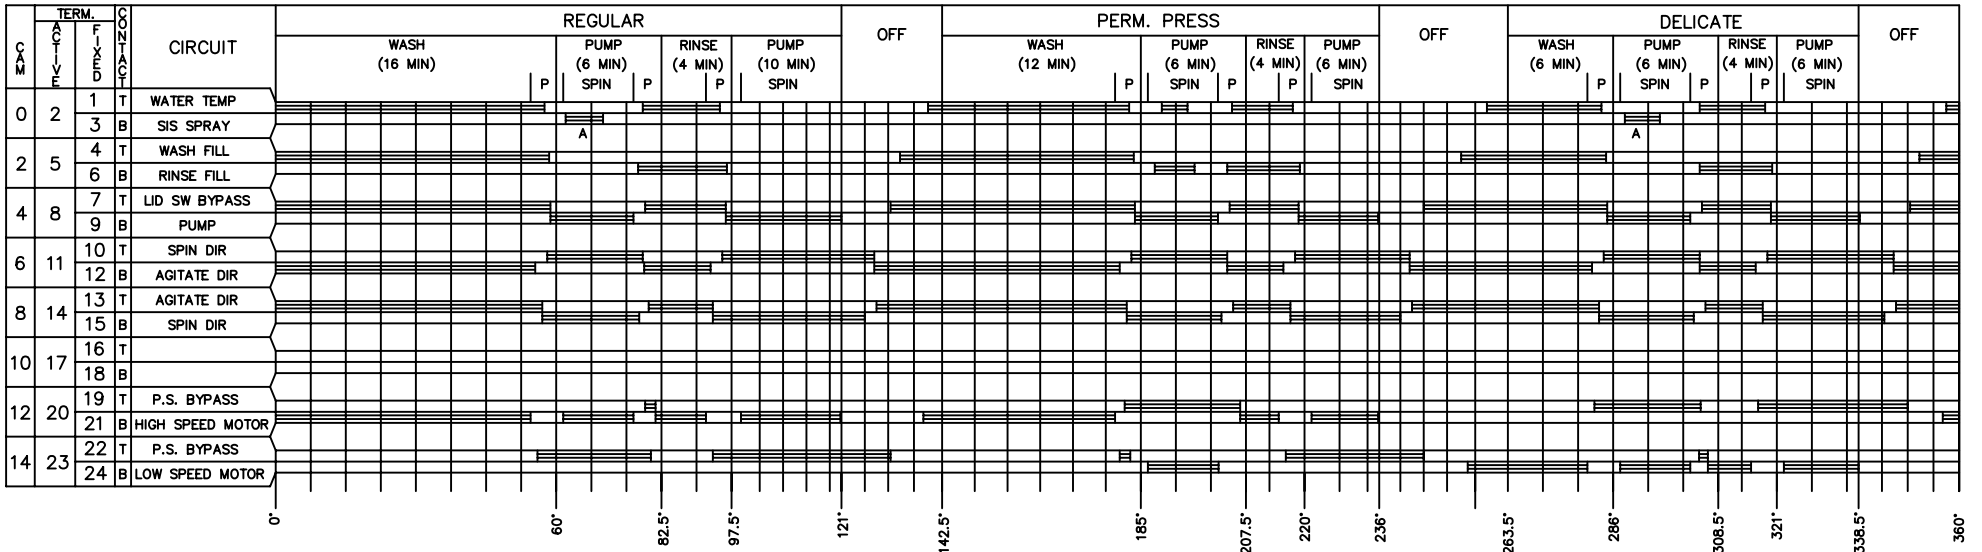 CAM
TERM.
ACTIVE
FIXED
CONTACT
CIRCUIT
REGULAR
WASH
(16 MIN)
P
PUMP
(6 MIN)
SPIN
P
RINSE
(4 MIN)
P
PUMP
(10 MIN)
SPIN
OFF
PERM. PRESS
WASH
(12 MIN)
P
PUMP
(6 MIN)
SPIN
P
RINSE
(4 MIN)
P
PUMP
(6 MIN)
SPIN
OFF
DELICATE
WASH
(6 MIN)
P
PUMP
(6 MIN)
SPIN
P
RINSE
(4 MIN)
P
PUMP
(6 MIN)
SPIN
OFF
0 2 1 T WATER TEMP
3 B SIS SPRAY
A A
2 5 4 T WASH FILL
6 B RINSE FILL
4 8 7 T LID SW BYPASS
9 B PUMP
6 11 10 T SPIN DIR
12 B AGITATE DIR
8 14 13 T AGITATE DIR
15 B SPIN DIR
10 17 16 T
18 B
12 20 19 T P.S. BYPASS
21 B HIGH SPEED MOTOR
14 23 22 T P.S. BYPASS
24 B LOW SPEED MOTOR
0° 60° 82.5° 97.5° 121° 142.5° 185° 207.5° 220° 236° 263.5° 286° 308.5° 321° 338.5° 360°